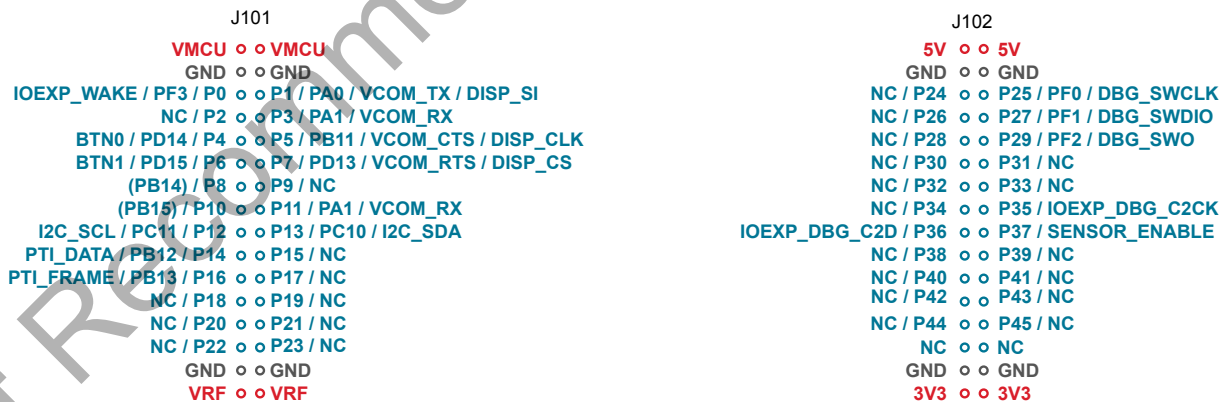 J101
VMCU VMCU
GND GND
IOEXP_WAKE / PF3 / P0 P1 / PA0 / VCOM_TX / DISP_SI
NC / P2 P3 / PA1 / VCOM_RX
BTN0 / PD14 / P4 P5 / PB11 / VCOM_CTS / DISP_CLK
BTN1 / PD15 / P6 P7 / PD13 / VCOM_RTS / DISP_CS
(PB14) / P8 P9 / NC
(PB15) / P10 P11 / PA1 / VCOM_RX
I2C_SCL / PC11 / P12 P13 / PC10 / I2C_SDA
PTI_DATA / PB12 / P14 P15 / NC
PTI_FRAME / PB13 / P16 P17 / NC
NC / P18 P19 / NC
NC / P20 P21 / NC
NC / P22 P23 / NC
GND GND
VRF VRF
J102
5V 5V
GND GND
NC / P24 P25 / PF0 / DBG_SWCLK
NC / P26 P27 / PF1 / DBG_SWDIO
NC / P28 P29 / PF2 / DBG_SWO
NC / P30 P31 / NC
NC / P32 P33 / NC
NC / P34 P35 / IOEXP_DBG_C2CK
IOEXP_DBG_C2D / P36 P37 / SENSOR_ENABLE
NC / P38 P39 / NC
NC / P40 P41 / NC
NC / P42 P43 / NC
NC / P44 P45 / NC
NC NC
GND GND
3V3 3V3